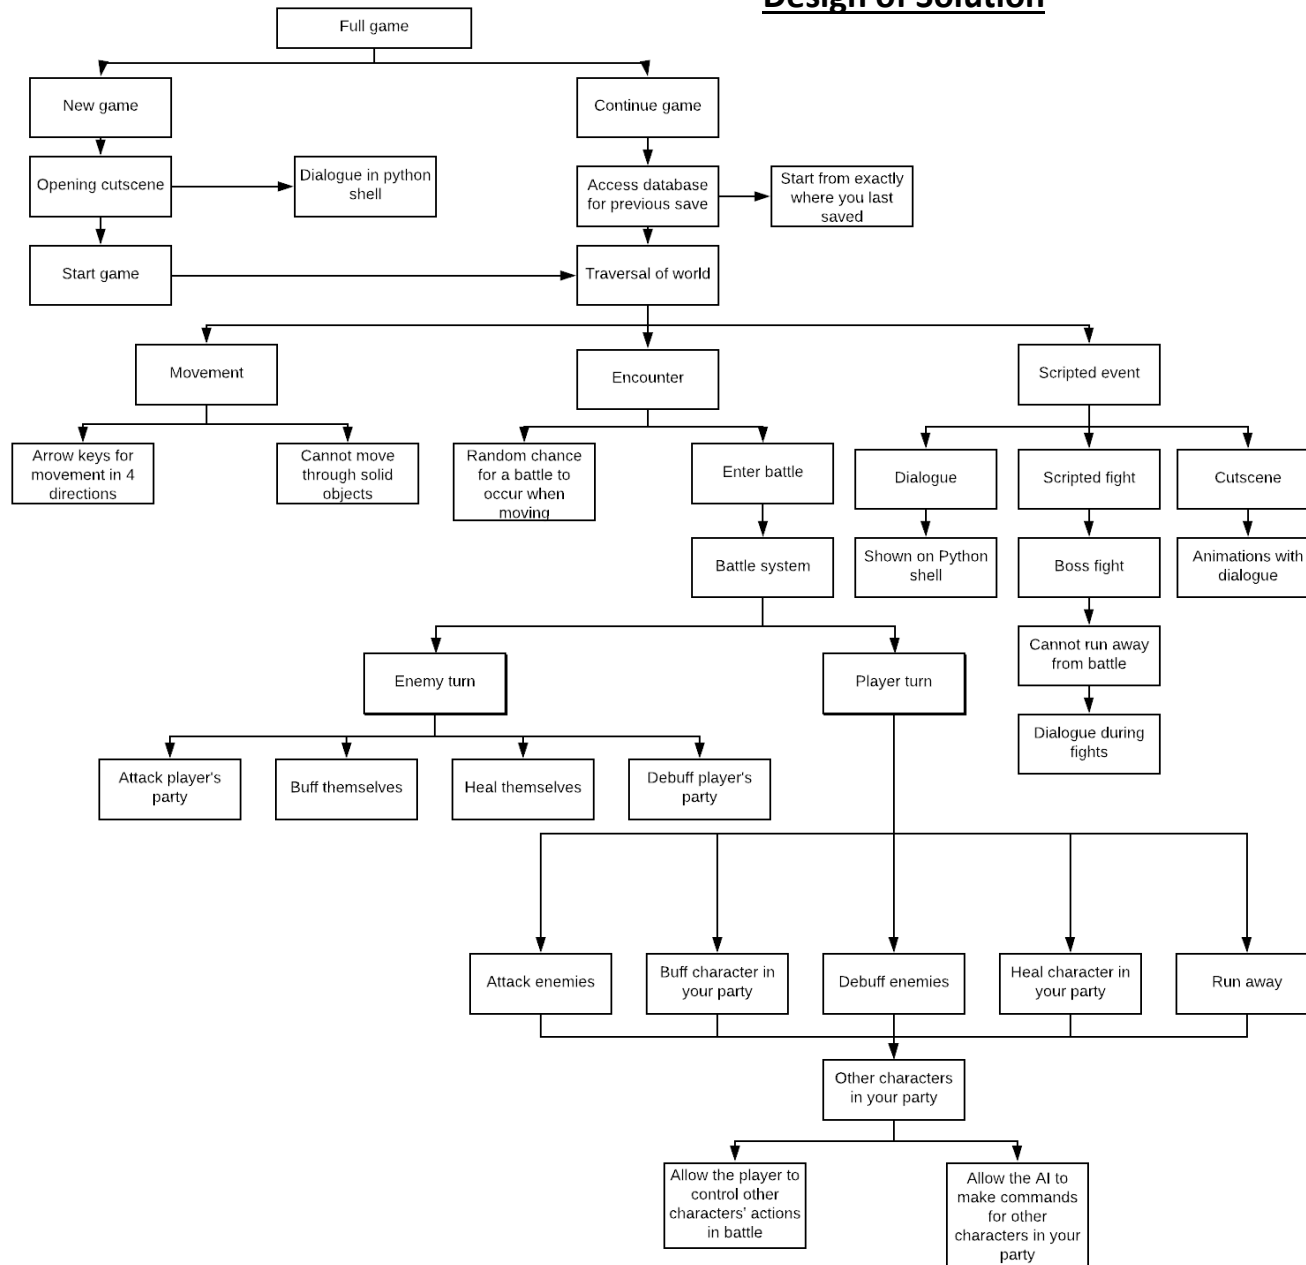 Design of Solution
Full game
New game
Continue game
Opening cutscene
Dialogue in python
shell
Access database
for previous save
Start from exactly
where you last
saved
Start game
Traversal of world
Movement
Encounter
Scripted event
Arrow keys for
movement in 4
directions
Cannot move
through solid
objects
Random chance
for a battle to
occur when
moving
Enter battle
Dialogue
Scripted fight
Cutscene
Battle system
Shown on Python
shell
Boss fight
Animations with
dialogue
Cannot run away
from battle
Enemy turn
Player turn
Dialogue during
fights
Attack player's
party
Buff themselves
Heal themselves
Debuff player's
party
Attack enemies
Buff character in
your party
Debuff enemies
Heal character in
your party
Run away
Other characters
in your party
Allow the player to
control other
characters' actions
in battle
Allow the AI to
make commands
for other
characters in your
party